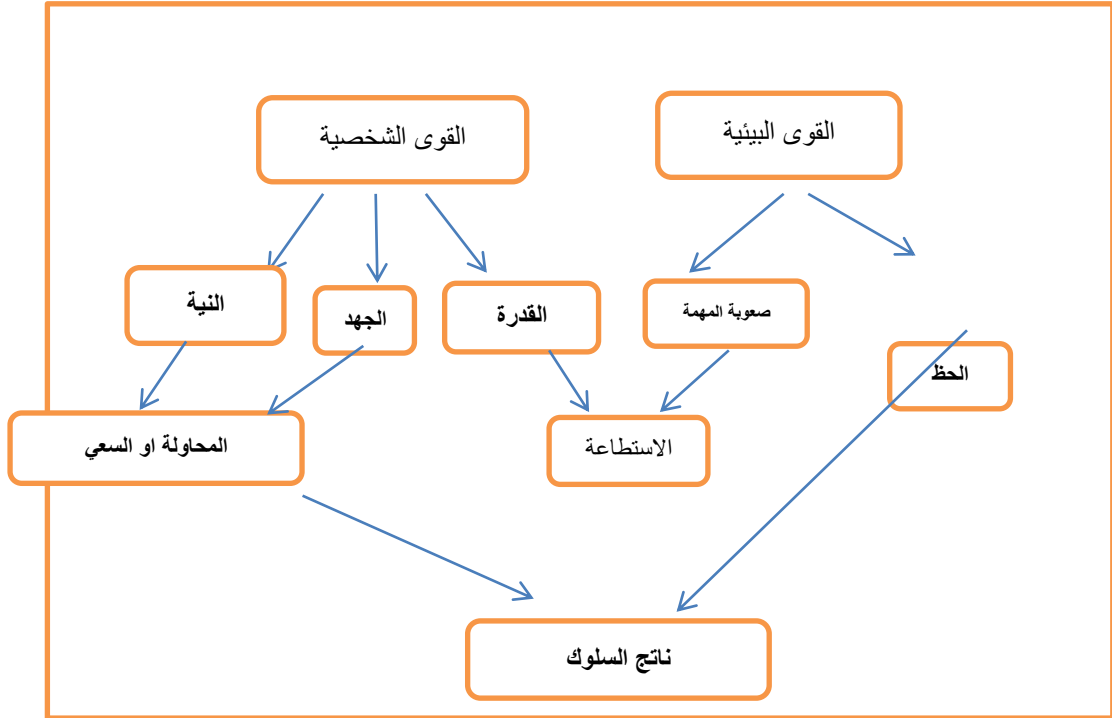 القوى البيئية
القوى الشخصية
صعوبة المهمة
القدرة
الجهد
النية
الحظ
الاستطاعة
المحاولة او السعي
ناتج السلوك